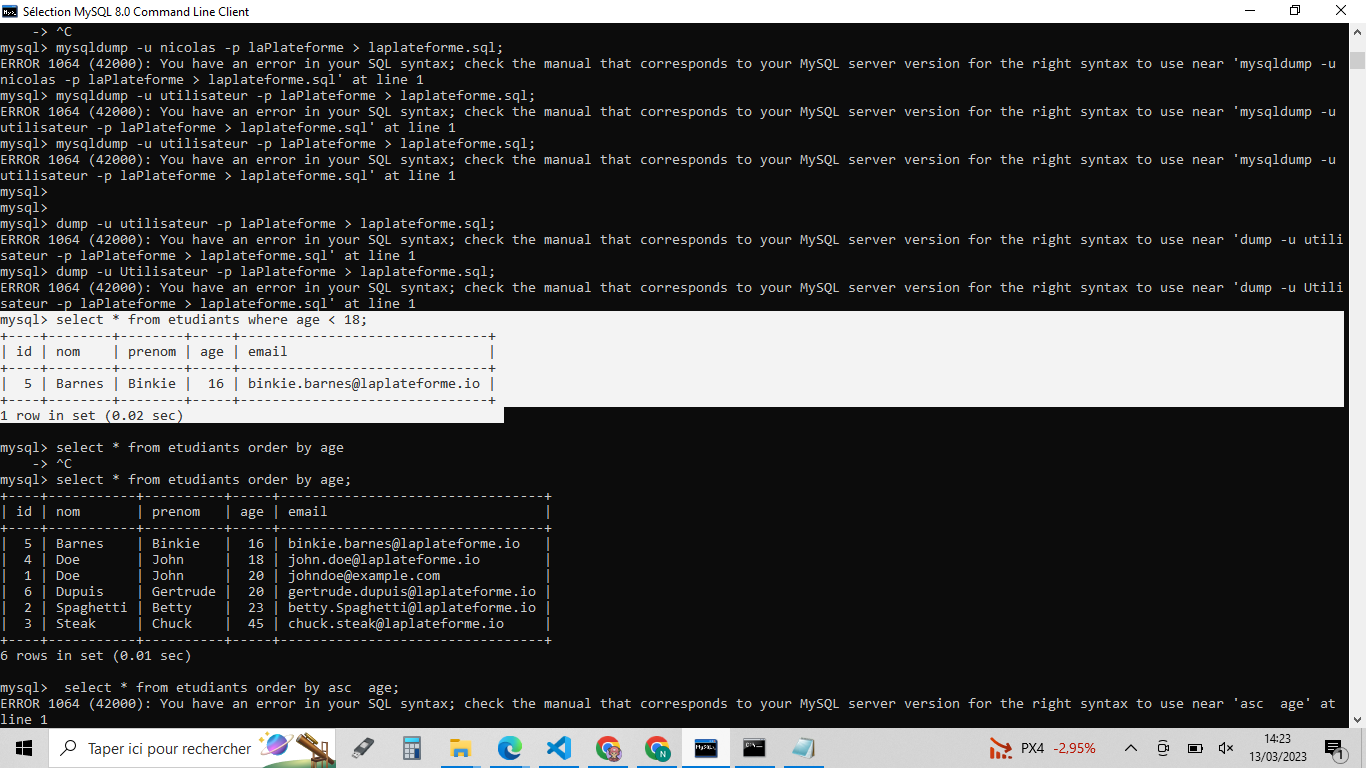 Sélection MySQL 8.0 Command Line Client
    -> ^C
mysql> mysqldump -u nicolas -p laPlateforme > laplateforme.sql;
ERROR 1064 (42000): You have an error in your SQL syntax; check the manual that corresponds to your MySQL server version for the right syntax to use near 'mysqldump -u
nicolas -p laPlateforme > laplateforme.sql' at line 1
mysql> mysqldump -u utilisateur -p laPlateforme > laplateforme.sql;
ERROR 1064 (42000): You have an error in your SQL syntax; check the manual that corresponds to your MySQL server version for the right syntax to use near 'mysqldump -u
utilisateur -p laPlateforme > laplateforme.sql' at line 1
mysql> mysqldump -u utilisateur -p laPlateforme > laplateforme.sql;
ERROR 1064 (42000): You have an error in your SQL syntax; check the manual that corresponds to your MySQL server version for the right syntax to use near 'mysqldump -u
utilisateur -p laPlateforme > laplateforme.sql' at line 1
mysql>
mysql>
mysql> dump -u utilisateur -p laPlateforme > laplateforme.sql;
ERROR 1064 (42000): You have an error in your SQL syntax; check the manual that corresponds to your MySQL server version for the right syntax to use near 'dump -u utili
sateur -p laPlateforme > laplateforme.sql' at line 1
mysql> dump -u Utilisateur -p laPlateforme > laplateforme.sql;
ERROR 1064 (42000): You have an error in your SQL syntax; check the manual that corresponds to your MySQL server version for the right syntax to use near 'dump -u Utili
sateur -p laPlateforme > laplateforme.sql' at line 1
mysql> select * from etudiants where age < 18;
+----+--------+--------+-----+-------------------------------+
| id | nom    | prenom | age | email                         |
+----+--------+--------+-----+-------------------------------+
|  5 | Barnes | Binkie |  16 | binkie.barnes@laplateforme.io |
+----+--------+--------+-----+-------------------------------+
1 row in set (0.02 sec)
mysql> select * from etudiants order by age
    -> ^C
mysql> select * from etudiants order by age;
+----+-----------+----------+-----+---------------------------------+
| id | nom       | prenom   | age | email                           |
+----+-----------+----------+-----+---------------------------------+
|  5 | Barnes    | Binkie   |  16 | binkie.barnes@laplateforme.io   |
|  4 | Doe       | John     |  18 | john.doe@laplateforme.io        |
|  1 | Doe       | John     |  20 | johndoe@example.com             |
|  6 | Dupuis    | Gertrude |  20 | gertrude.dupuis@laplateforme.io |
|  2 | Spaghetti | Betty    |  23 | betty.Spaghetti@laplateforme.io |
|  3 | Steak     | Chuck    |  45 | chuck.steak@laplateforme.io     |
+----+-----------+----------+-----+---------------------------------+
6 rows in set (0.01 sec)
mysql>  select * from etudiants order by asc  age;
ERROR 1064 (42000): You have an error in your SQL syntax; check the manual that corresponds to your MySQL server version for the right syntax to use near 'asc  age' at
line 1
Taper ici pour rechercher
PX4 -2,95%
14:23
13/03/2023
1